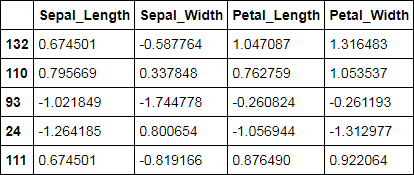 Sepal_Length Sepal_Width Petal_Length Petal_Width
132 0.674501 -0.587764 1.047087 1.316483
110 0.795669 0.337848 0.762759 1.053537
93 -1.021849 -1.744778 -0.260824 -0.261193
24 -1.264185 0.800654 -1.056944 -1.312977
111 0.674501 -0.819166 0.876490 0.922064